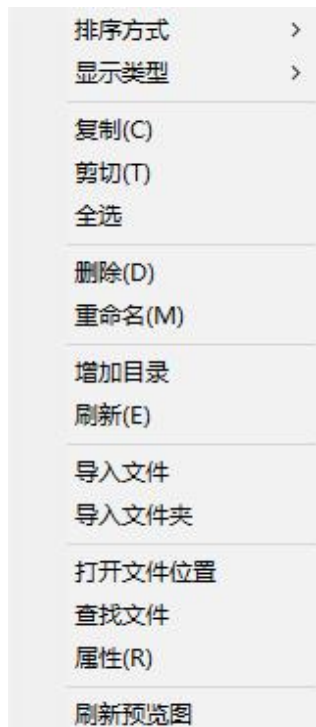 排序方式
显示类型
复制(C)
剪切(T)
全选
删除(D)
重命名(M)
增加目录
刷新(E)
导入文件
导入文件夹
打开文件位置
查找文件
属性(R)
刷新预览图